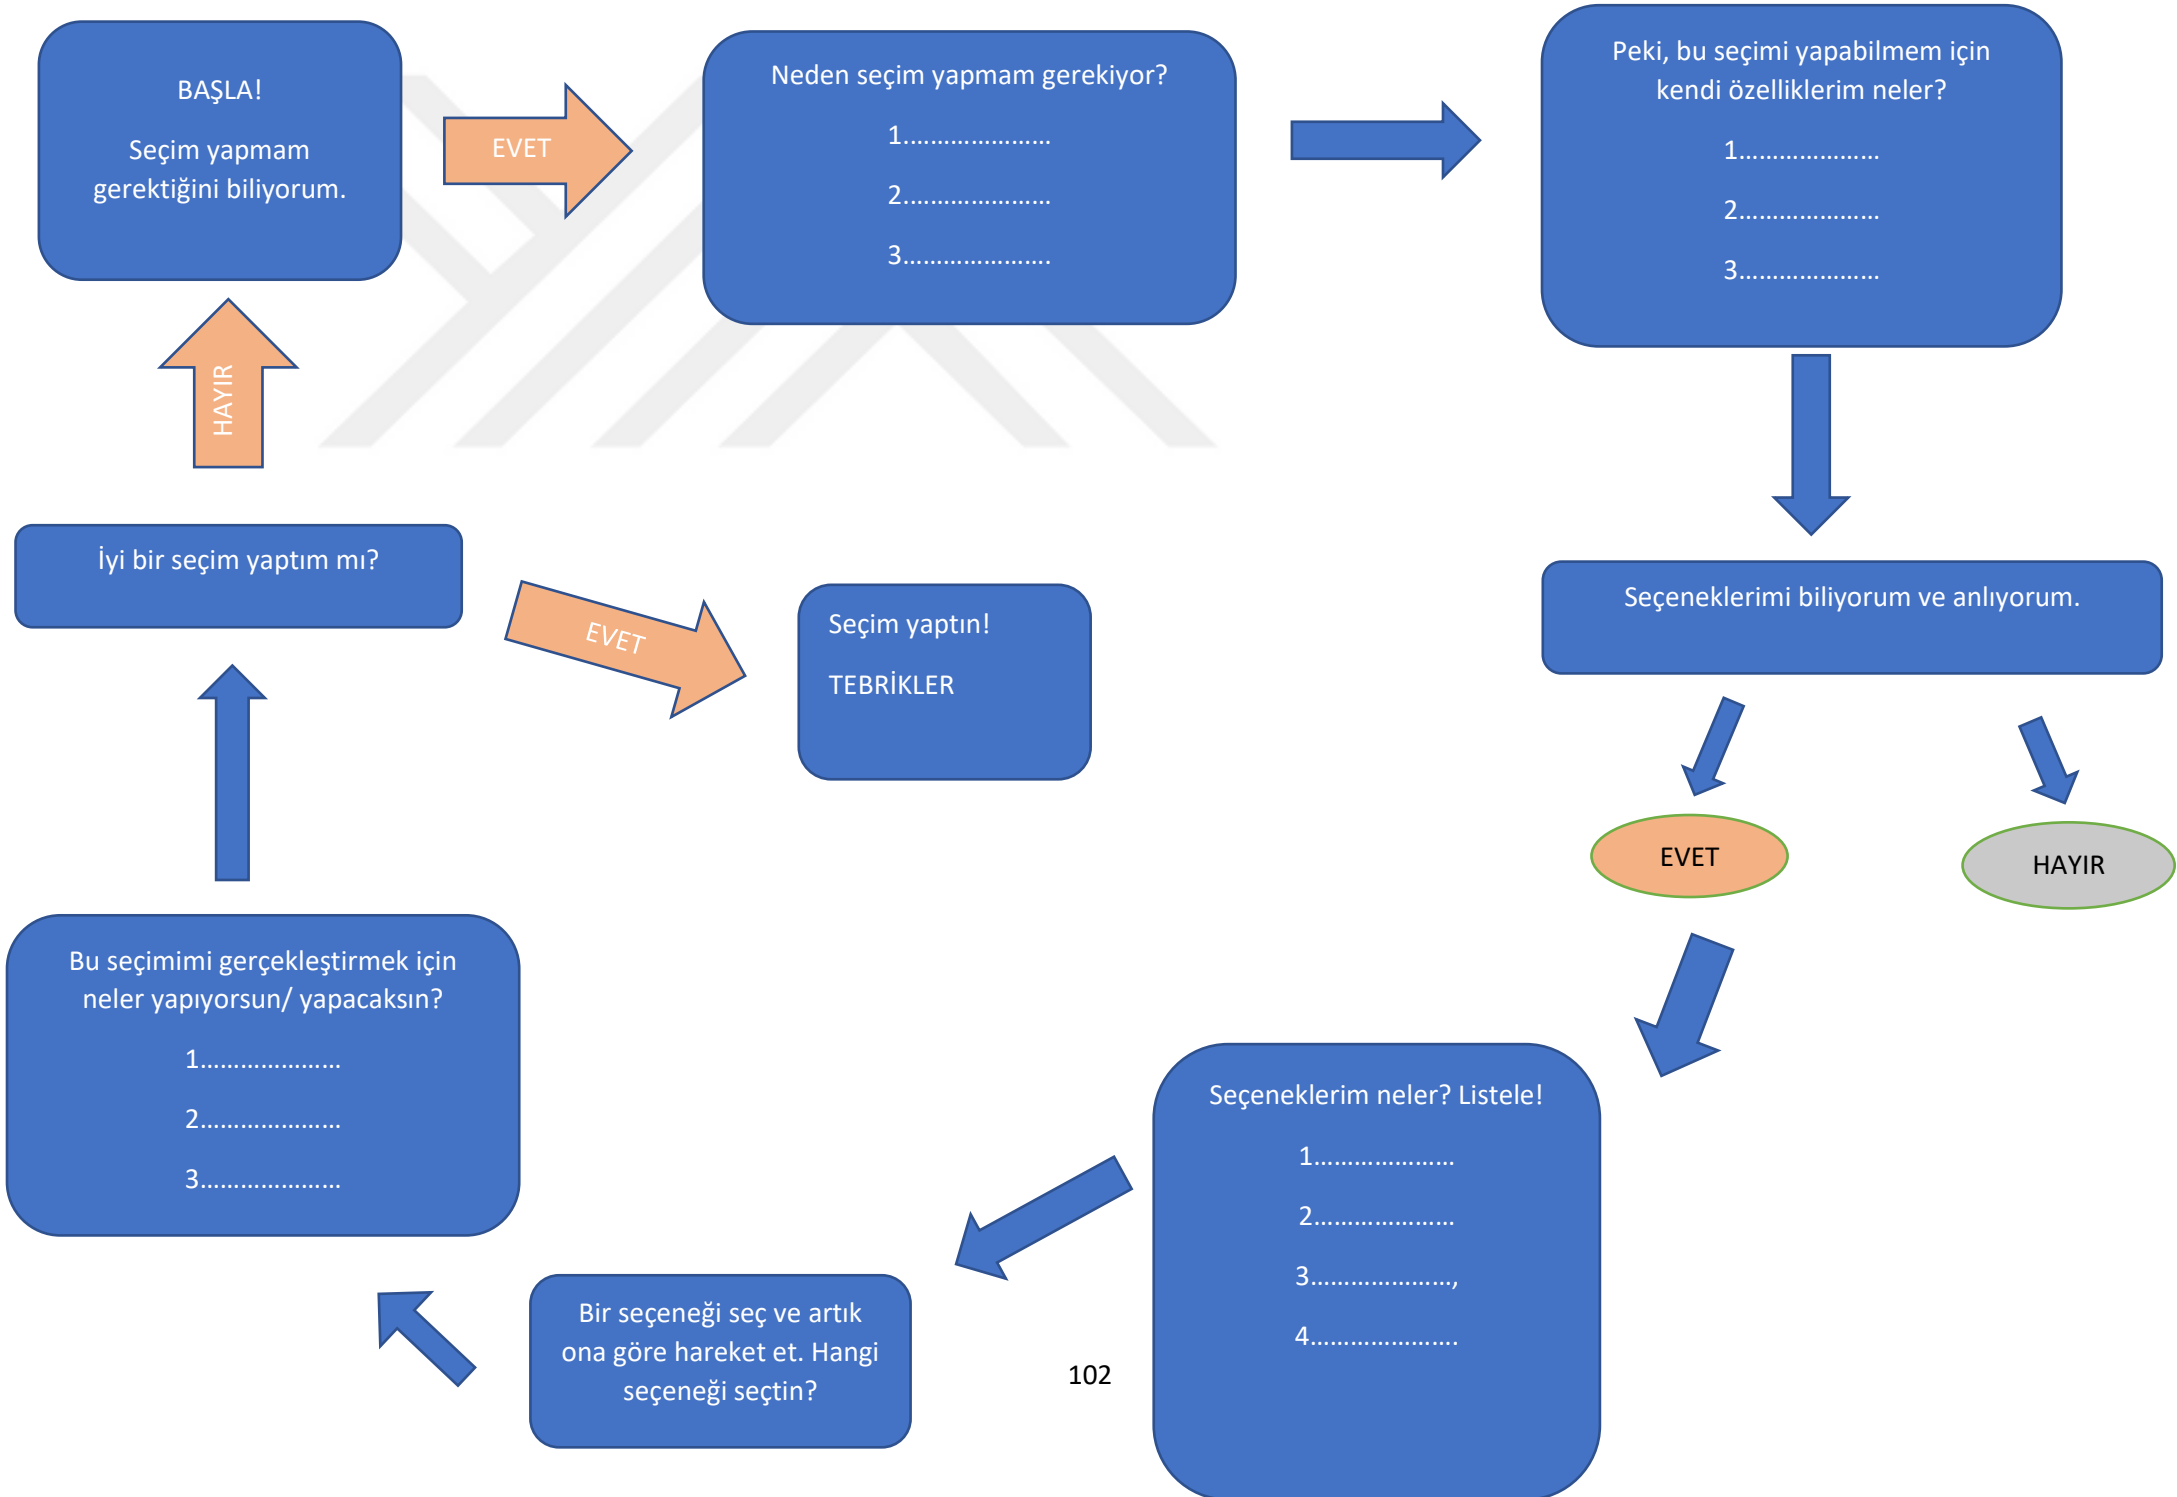 BAŞLA!
Seçim yapmam
gerektiğini biliyorum.
EVET
Neden seçim yapmam gerekiyor?
1.....................
2.....................
3.....................
Peki, bu seçimi yapabilmem için
kendi özelliklerim neler?
1.....................
2.....................
3.....................
Seçeneklerimi biliyorum ve anlıyorum.
EVET
HAYIR
Seçeneklerim neler? Listele!
1.....................
2.....................
3.....................,
4......................
Bir seçeneği seç ve artık
ona göre hareket et. Hangi
seçeneği seçtin?
Bu seçimimi gerçekleştirmek için
neler yapıyorsun/ yapacaksın?
1.....................
2.....................
3.....................
İyi bir seçim yaptım mı?
HAYIR
EVET
Seçim yaptın!
TEBRİKLER
102